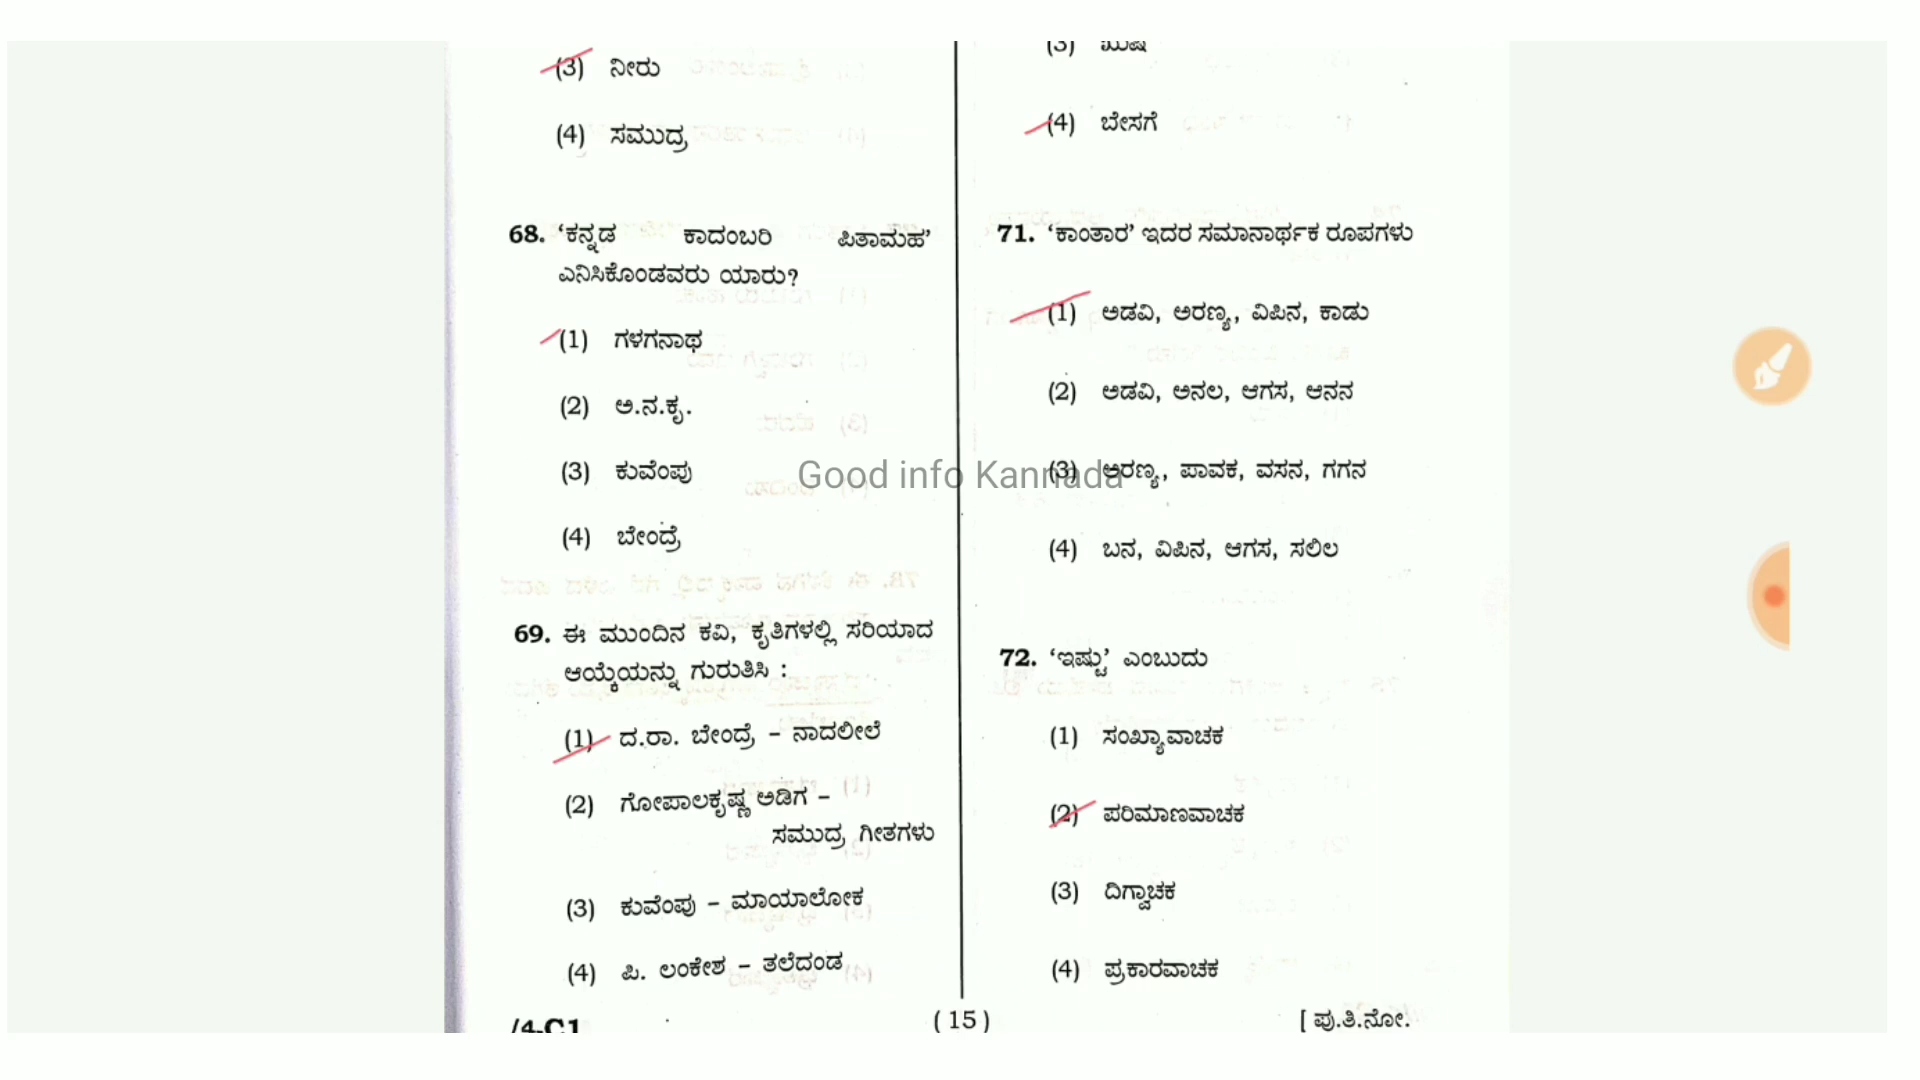 (3) ನೀರು
(4) ಸಮುದ್ರ
68. ‘ಕನ್ನಡ ಕಾದಂಬರಿ ಪಿತಾಮಹ’
ಎನಿಸಿಕೊಂಡವರು ಯಾರು?
(1) ಗಳಗನಾಥ
(2) ಅ.ನ.ಕೃ.
(3) ಕುವೆಂಪು
(4) ಬೇಂದ್ರೆ
69. ಈ ಮುಂದಿನ ಕವಿ, ಕೃತಿಗಳಲ್ಲಿ ಸರಿಯಾದ
ಆಯ್ಕೆಯನ್ನು ಗುರುತಿಸಿ :
(1) ದ.ರಾ. ಬೇಂದ್ರೆ – ನಾದಲೀಲೆ
(2) ಗೋಪಾಲಕೃಷ್ಣ ಅಡಿಗ –
ಸಮುದ್ರ ಗೀತಗಳು
(3) ಕುವೆಂಪು – ಮಾಯಾಲೋಕ
(4) ಪಿ. ಲಂಕೇಶ – ತಲೆದಂಡ
/4-C1
(3)
(4) ಬೇಸಗೆ
71. ‘ಕಾಂತಾರ’ ಇದರ ಸಮಾನಾರ್ಥಕ ರೂಪಗಳು
(1) ಅಡವಿ, ಅರಣ್ಯ, ವಿಪಿನ, ಕಾಡು
(2) ಅಡವಿ, ಅನಲ, ಆಗಸ, ಆನನ
(3) ಅರಣ್ಯ, ಪಾವಕ, ವಸನ, ಗಗನ
(4) ಬನ, ವಿಪಿನ, ಆಗಸ, ಸಲಿಲ
72. ‘ಇಷ್ಟು’ ಎಂಬುದು
(1) ಸಂಖ್ಯಾವಾಚಕ
(2) ಪರಿಮಾಣವಾಚಕ
(3) ದಿಗ್ವಾಚಕ
(4) ಪ್ರಕಾರವಾಚಕ
( 15 )
[ ಪು.ತಿ.ನೋ.
Good info Kannada